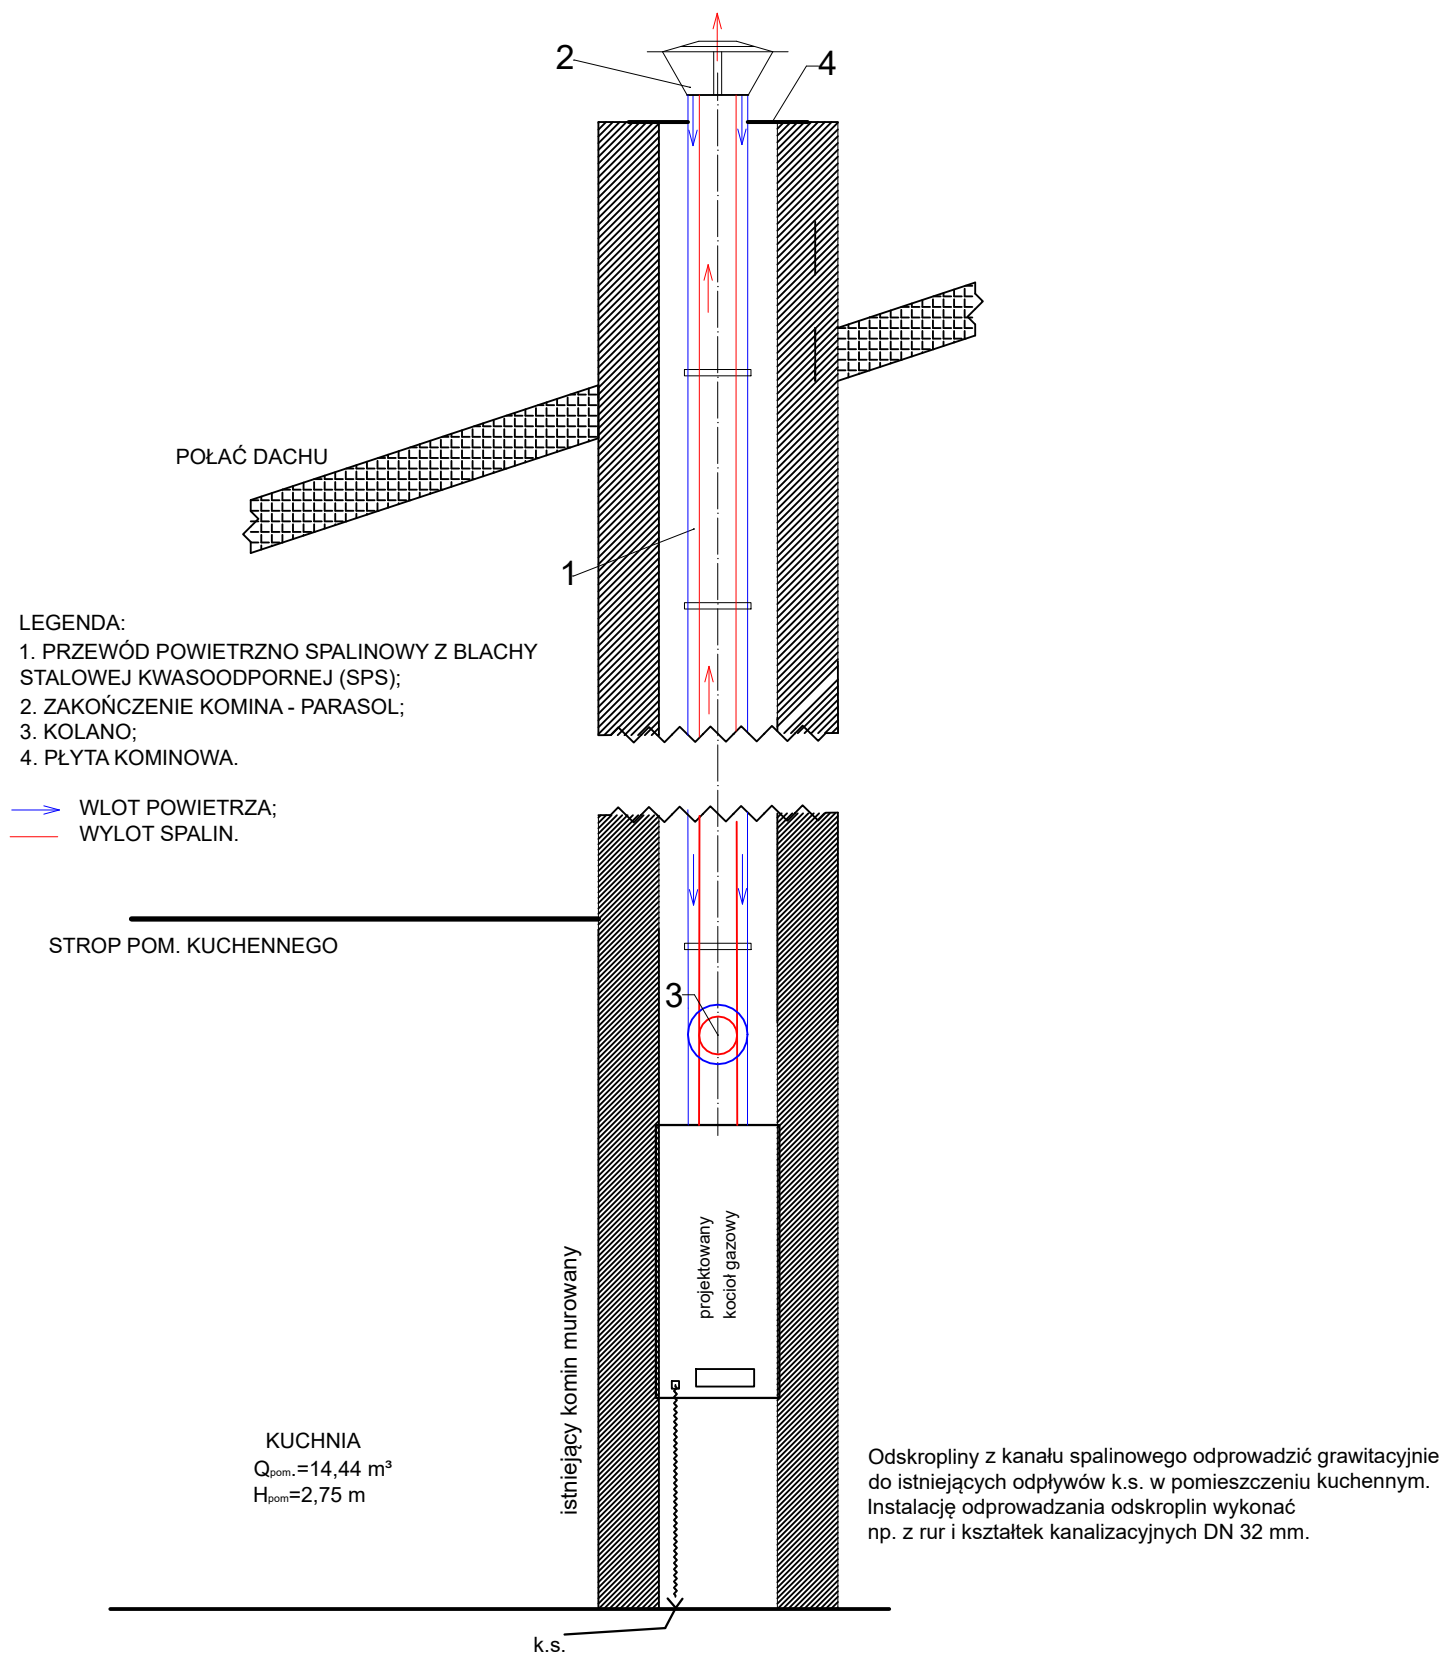 2
4
POŁAĆ DACHU
1
LEGENDA:
1. PRZEWÓD POWIETRZNO SPALINOWY Z BLACHY
STALOWEJ KWASOODPORNEJ (SPS);
2. ZAKOŃCZENIE KOMINA - PARASOL;
3. KOLANO;
4. PŁYTA KOMINOWA.
WLOT POWIETRZA;
WYLOT SPALIN.
STROP POM. KUCHENNEGO
3
projektowany
kocioł gazowy
istniejący komin murowany
KUCHNIA
Qpom.=14,44 m³
Hpom=2,75 m
Odskropliny z kanału spalinowego odprowadzić grawitacyjnie
do istniejących odpływów k.s. w pomieszczeniu kuchennym.
Instalację odprowadzania odskroplin wykonać
np. z rur i kształtek kanalizacyjnych DN 32 mm.
k.s.